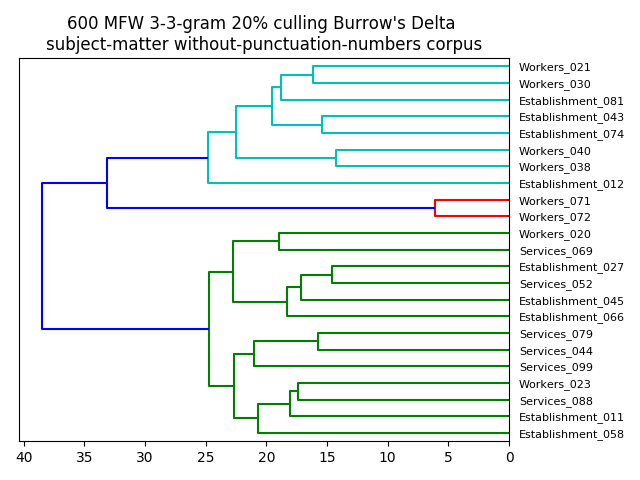 600 MFW 3-3-gram 20% culling Burrow's Delta
subject-matter without-punctuation-numbers corpus
Workers_021
Workers_030
Establishment_081
Establishment_043
Establishment_074
Workers_040
Workers_038
Establishment_012
Workers_071
Workers_072
Workers_020
Services_069
Establishment_027
Services_052
Establishment_045
Establishment_066
Services_079
Services_044
Services_099
Workers_023
Services_088
Establishment_011
Establishment_058
40 35 30 25 20 15 10 5 0